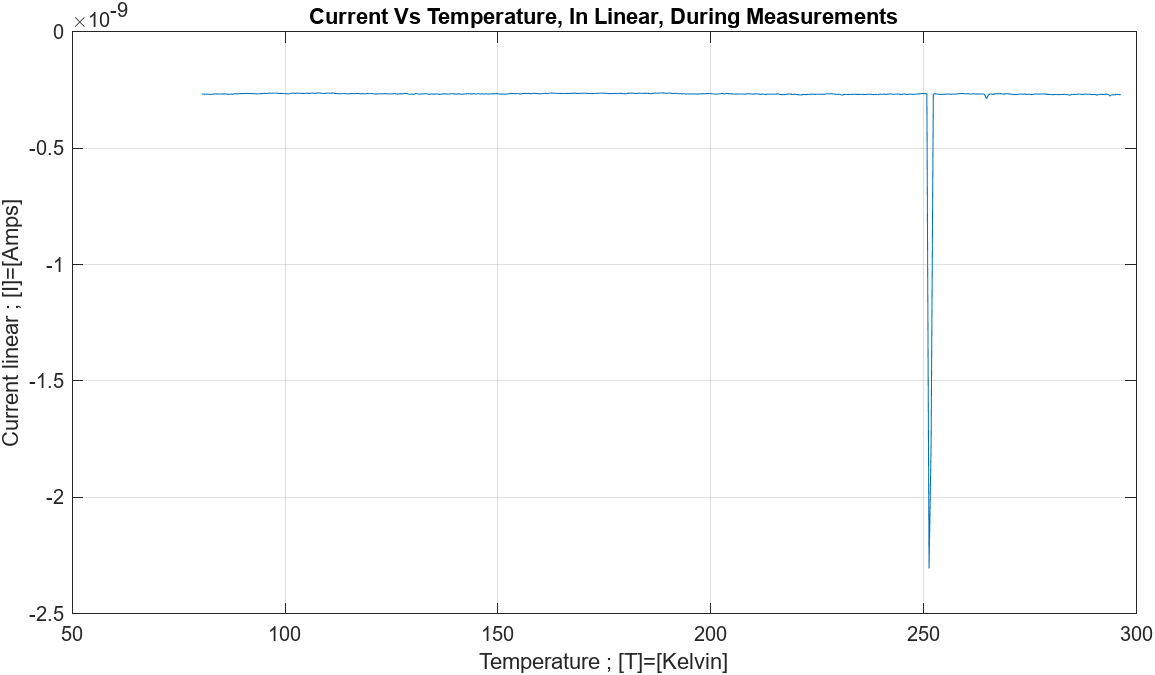 Current Vs Temperature, In Linear, During Measurements
×10-9
0
-0.5
-1
-1.5
-2
-2.5
Current linear ; [I]=[Amps]
50 100 150 200 250 300
Temperature ; [T]=[Kelvin]